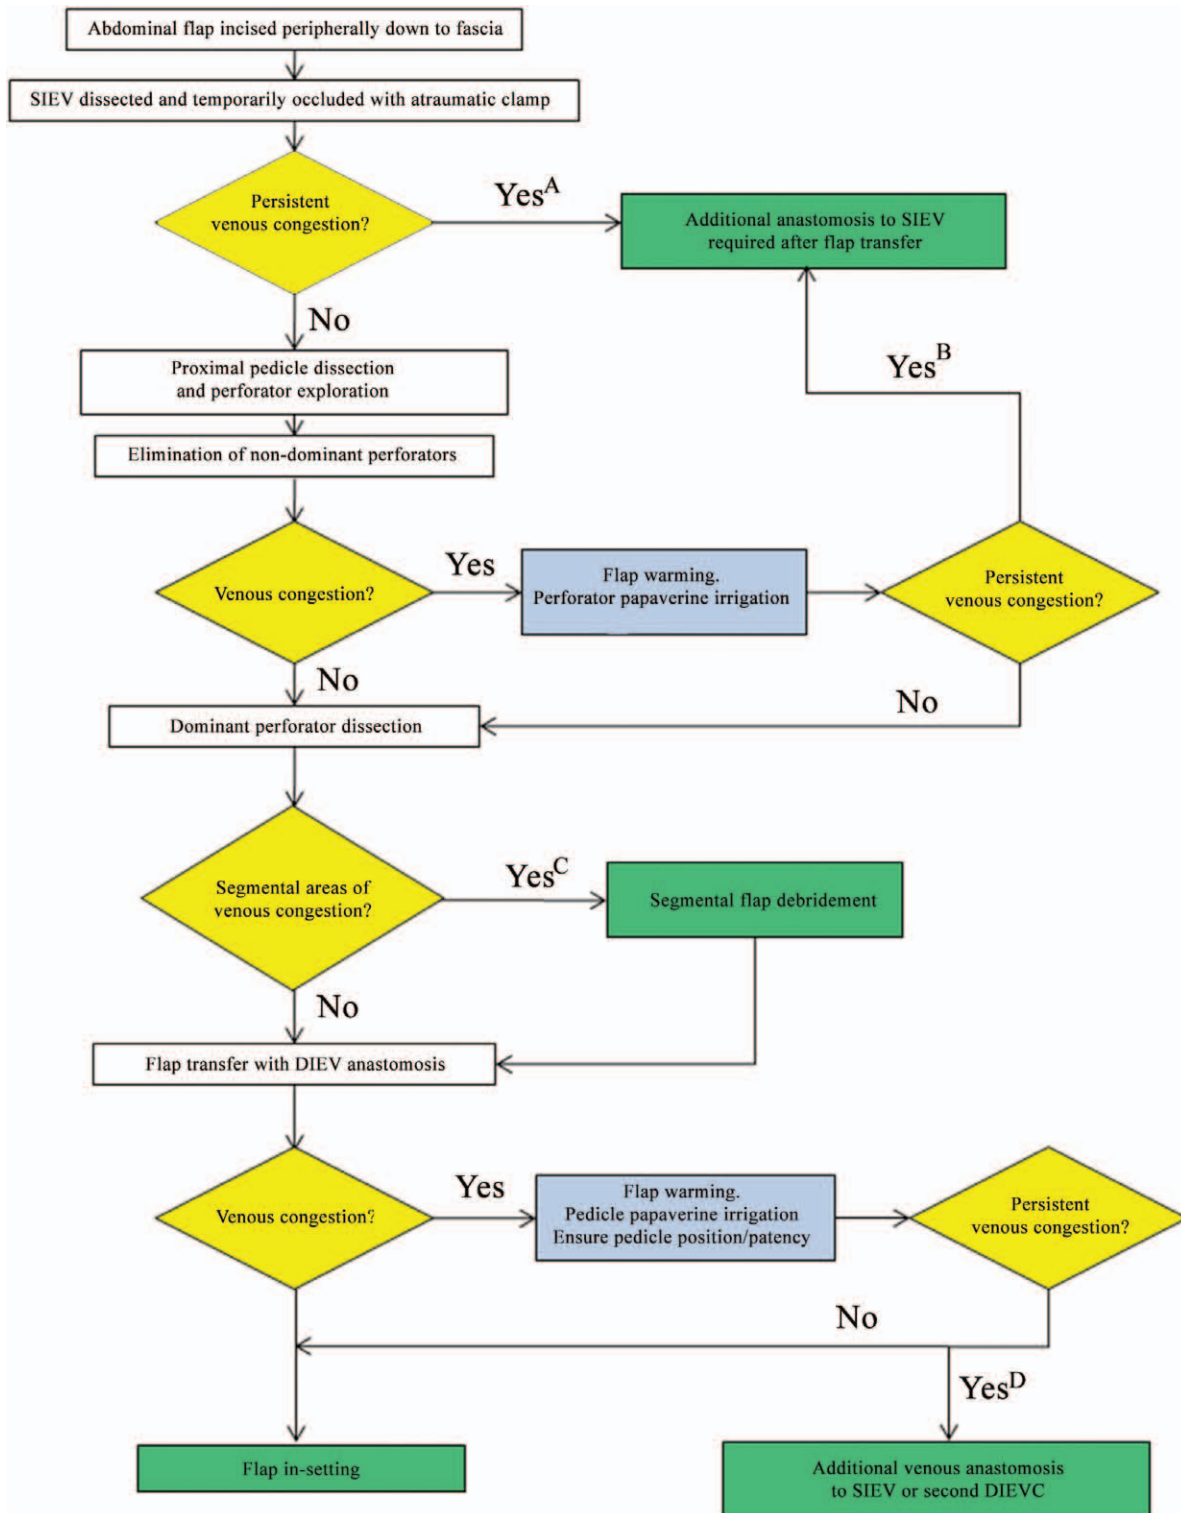 Abdominal flap incised peripherally down to fascia
SIEV dissected and temporarily occluded with atraumatic clamp
Persistent
venous congestion?
Yes^A
Additional anastomosis to SIEV
required after flap transfer
No
Proximal pedicle dissection
and perforator exploration
Yes^B
Elimination of non-dominant perforators
Venous congestion?
Yes
Flap warming.
Perforator papaverine irrigation
Persistent
venous congestion?
No
No
Dominant perforator dissection
Segmental areas of
venous congestion?
Yes^C
Segmental flap debridement
No
Flap transfer with DIEV anastomosis
Venous congestion?
Yes
Flap warming.
Pedicle papaverine irrigation
Ensure pedicle position/patency
Persistent
venous congestion?
No
Yes^D
Flap in-setting
Additional venous anastomosis
to SIEV or second DIEVC